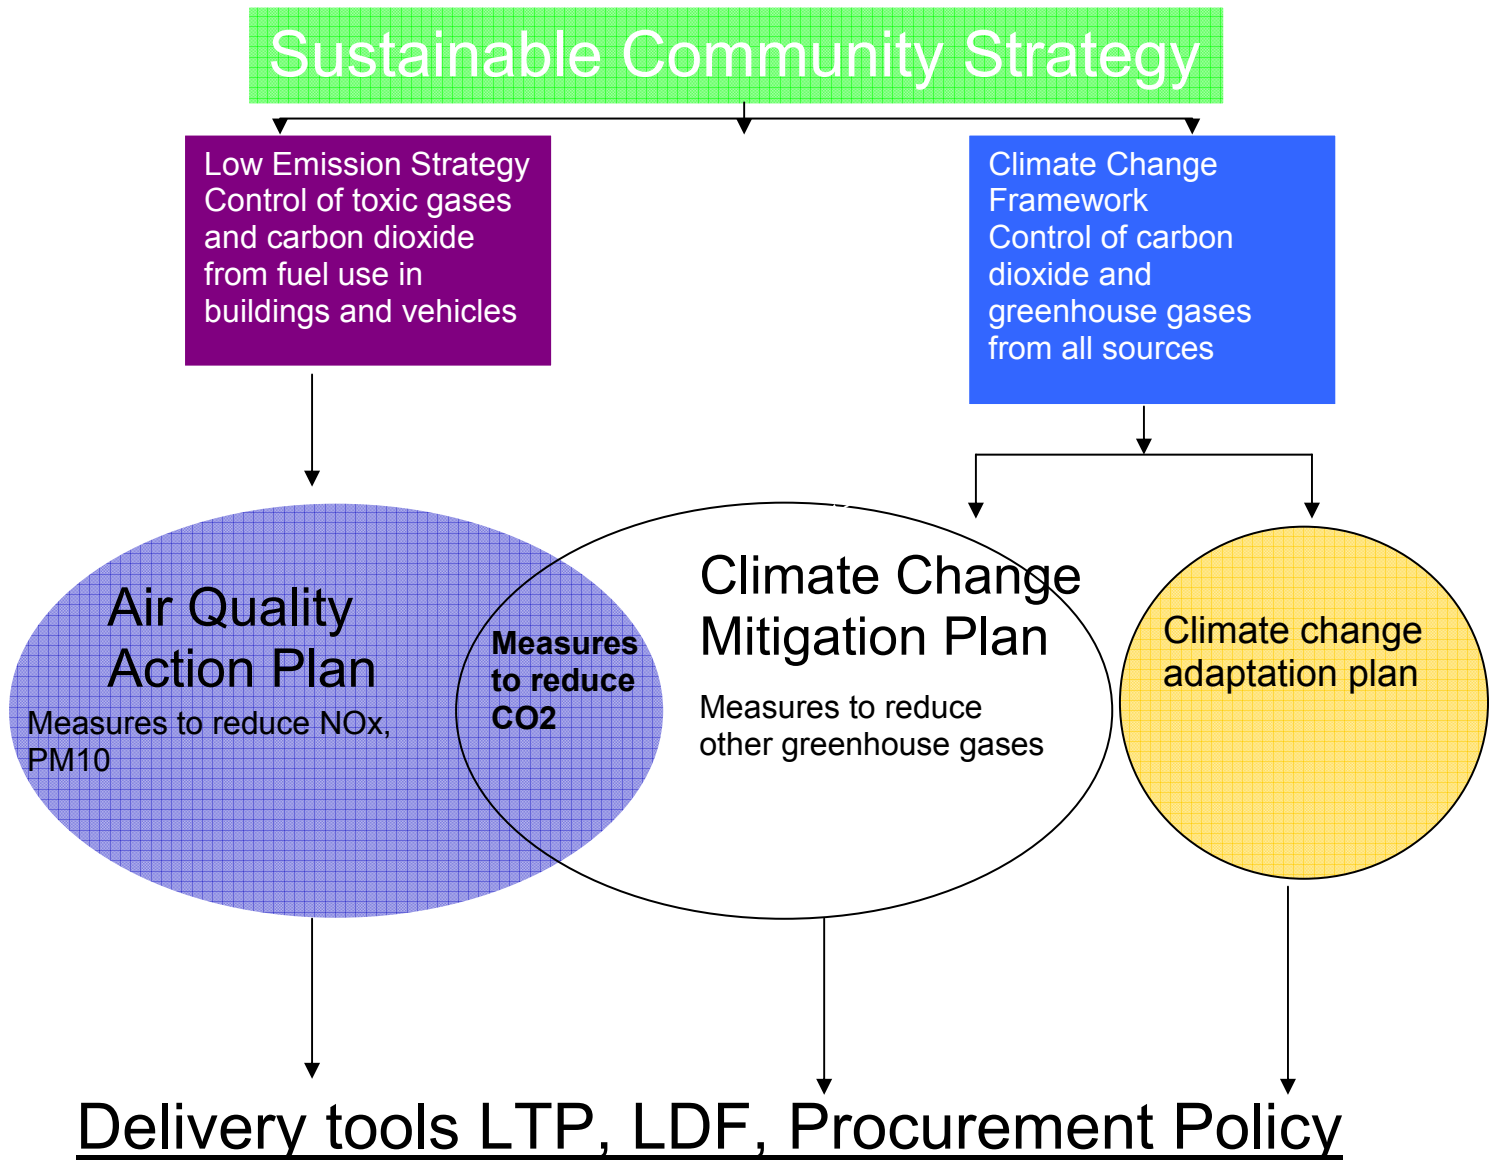 Sustainable Community Strategy
Low Emission Strategy
Control of toxic gases
and carbon dioxide
from fuel use in
buildings and vehicles
Climate Change
Framework
Control of carbon
dioxide and
greenhouse gases
from all sources
Air Quality
Action Plan
Measures to reduce NOx,
PM10
Measures
to reduce
CO2
Climate Change
Mitigation Plan
Measures to reduce
other greenhouse gases
Climate change
adaptation plan
Delivery tools LTP, LDF, Procurement Policy